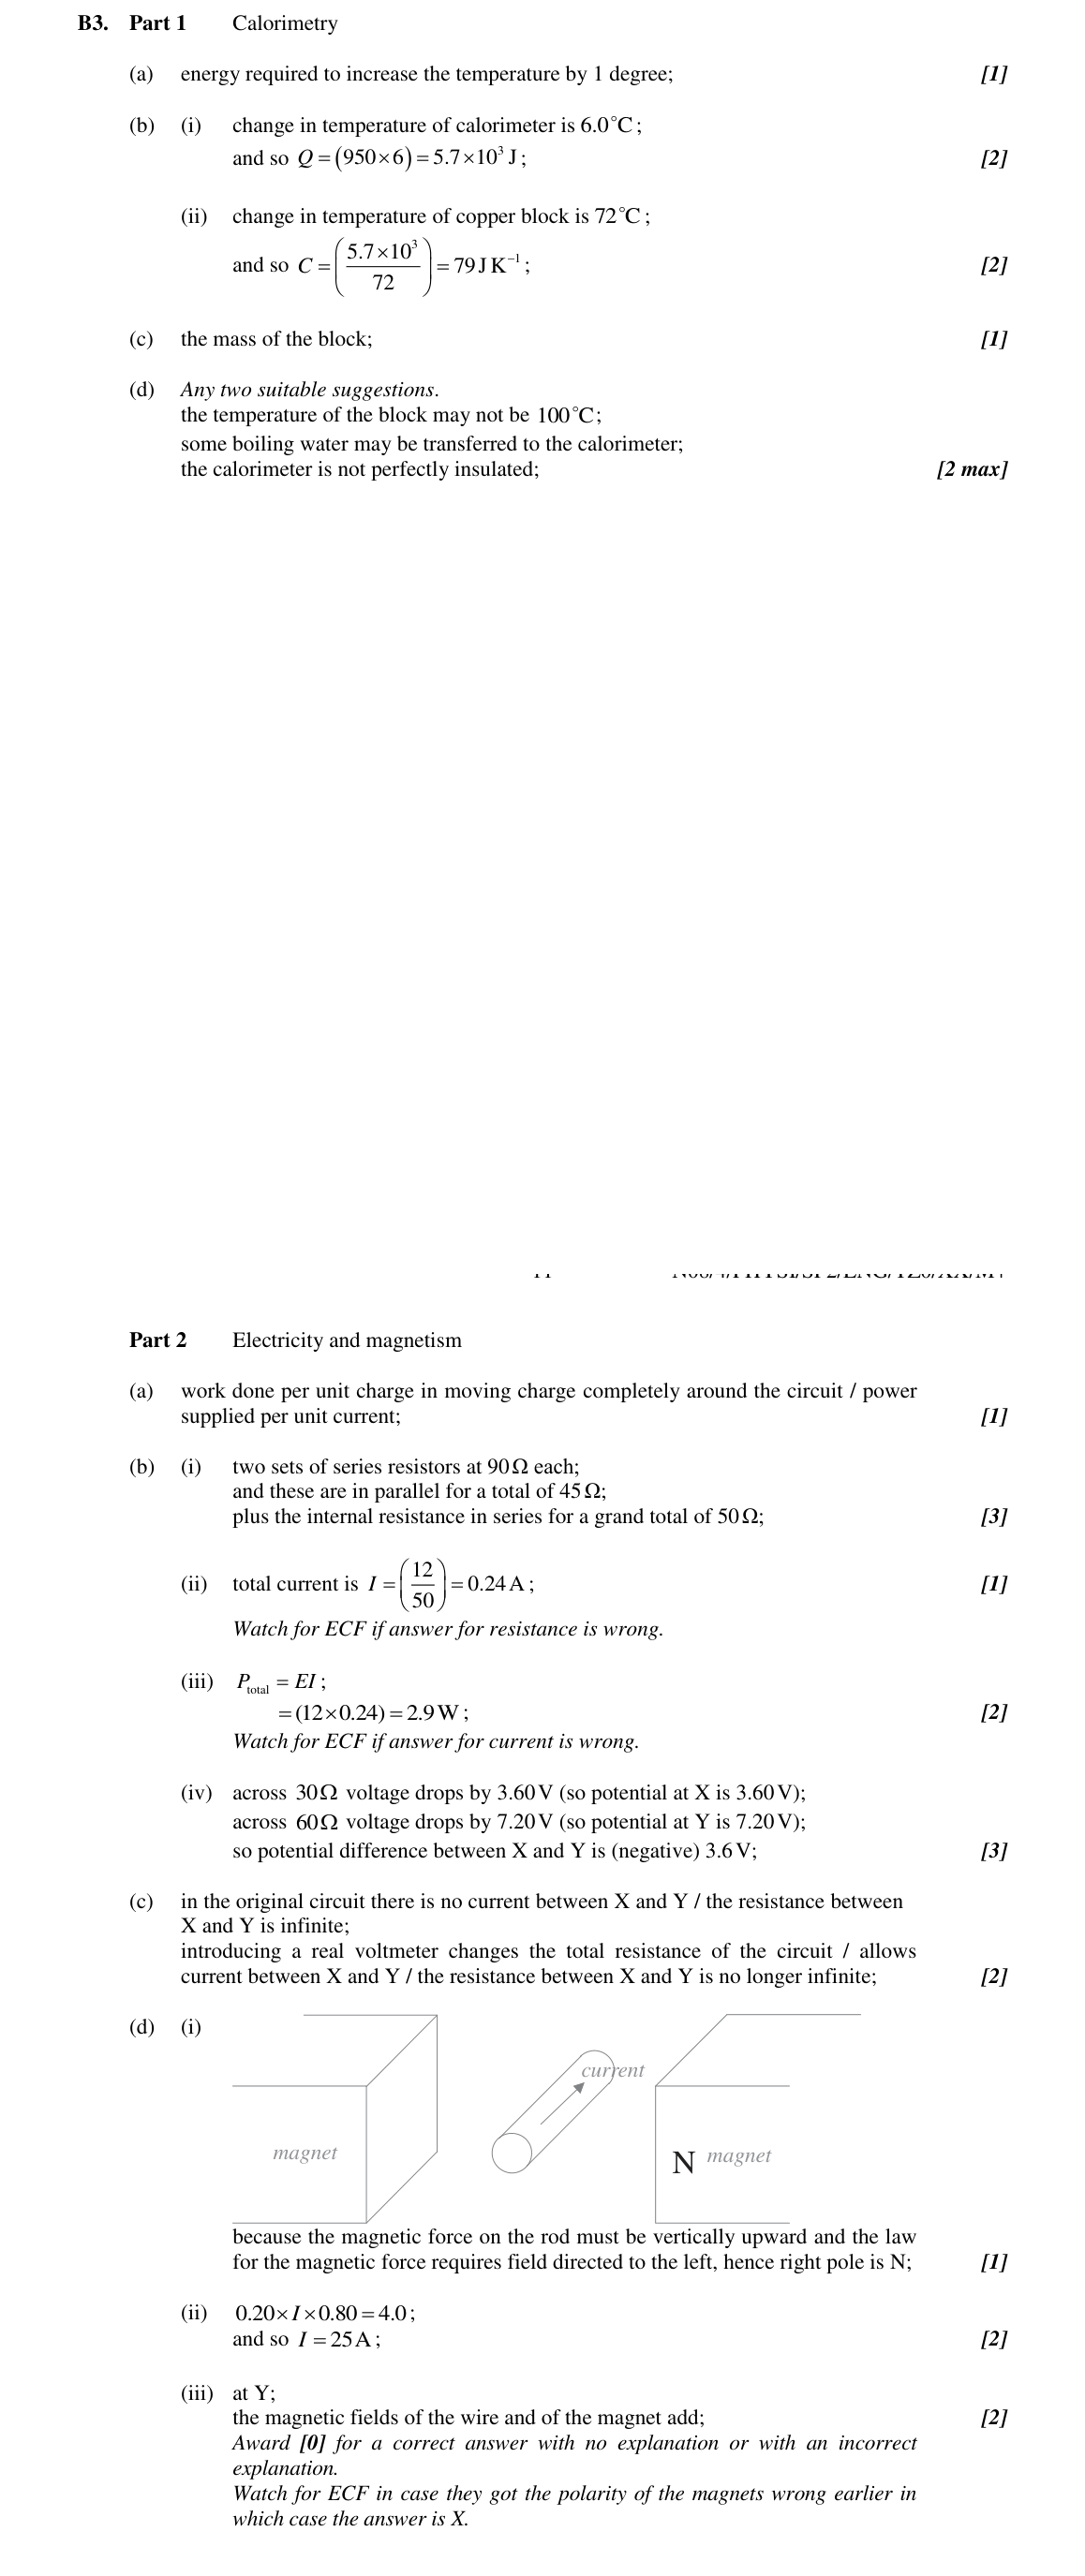 B3. Part 1 Calorimetry
(a) energy required to increase the temperature by 1 degree; [1]
(b) (i) change in temperature of calorimeter is 6.0°C;
and so Q = (950×6) = 5.7×10³ J; [2]
(ii) change in temperature of copper block is 72°C;
and so C = (5.7×10³ / 72) = 79 J K⁻¹; [2]
(c) the mass of the block; [1]
(d) Any two suitable suggestions.
the temperature of the block may not be 100°C;
some boiling water may be transferred to the calorimeter;
the calorimeter is not perfectly insulated; [2 max]
Part 2 Electricity and magnetism
(a) work done per unit charge in moving charge completely around the circuit / power
supplied per unit current; [1]
(b) (i) two sets of series resistors at 90Ω each;
and these are in parallel for a total of 45Ω;
plus the internal resistance in series for a grand total of 50Ω; [3]
(ii) total current is I = (12 / 50) = 0.24 A; [1]
Watch for ECF if answer for resistance is wrong.
(iii) P total = EI;
= (12×0.24) = 2.9 W; [2]
Watch for ECF if answer for current is wrong.
(iv) across 30Ω voltage drops by 3.60 V (so potential at X is 3.60 V);
across 60Ω voltage drops by 7.20 V (so potential at Y is 7.20 V);
so potential difference between X and Y is (negative) 3.6 V; [3]
(c) in the original circuit there is no current between X and Y / the resistance between
X and Y is infinite;
introducing a real voltmeter changes the total resistance of the circuit / allows
current between X and Y / the resistance between X and Y is no longer infinite; [2]
(d) (i)
current
magnet
N magnet
because the magnetic force on the rod must be vertically upward and the law
for the magnetic force requires field directed to the left, hence right pole is N; [1]
(ii) 0.20×I×0.80 = 4.0;
and so I = 25 A; [2]
(iii) at Y;
the magnetic fields of the wire and of the magnet add; [2]
Award [0] for a correct answer with no explanation or with an incorrect
explanation.
Watch for ECF in case they got the polarity of the magnets wrong earlier in
which case the answer is X.